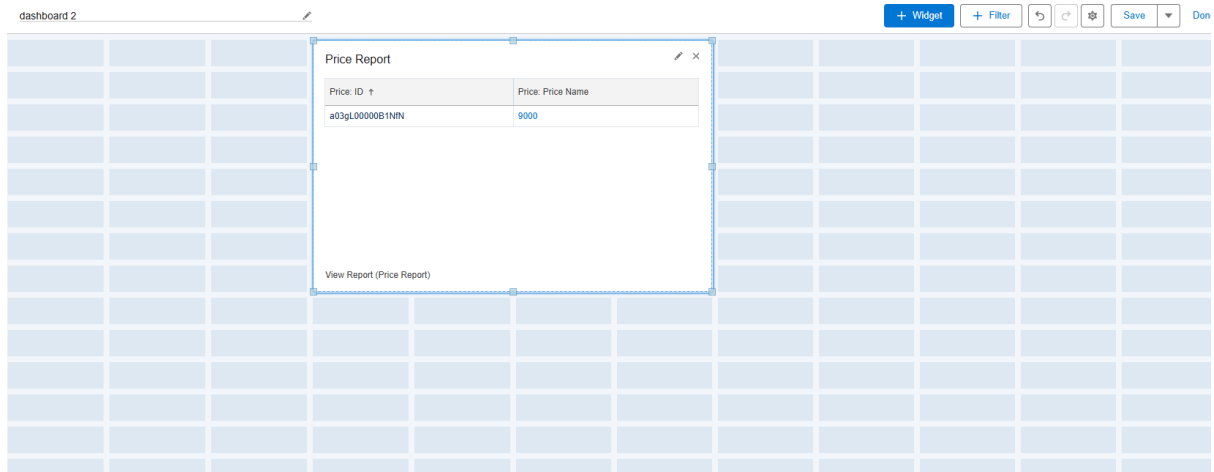 dashboard 2
+ Widget
+ Filter
Save
Don
Price Report
Price: ID ↑
Price: Price Name
a03gL00000B1NfN
9000
View Report (Price Report)